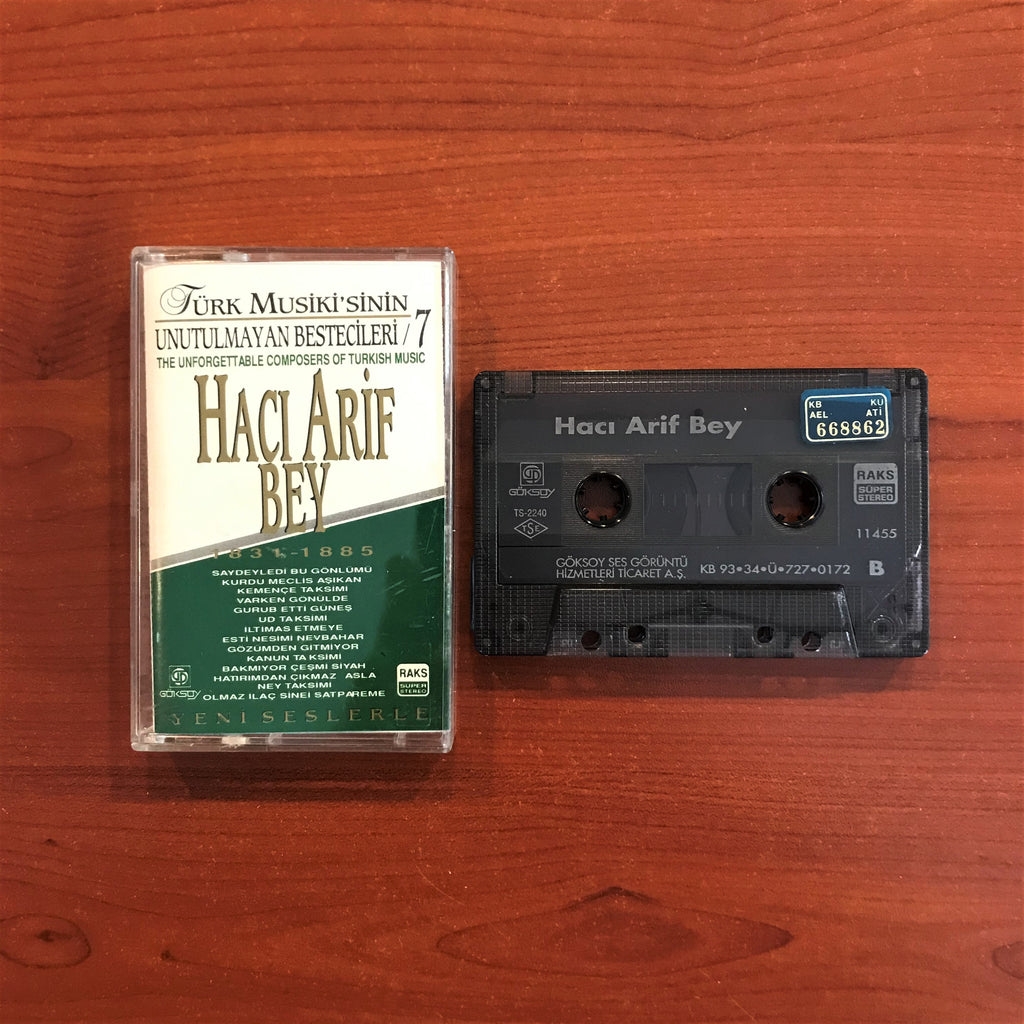 TÜRK MUSİKİ'SİNİN
UNUTULMAYAN BESTECİLERİ / 7
THE UNFORGETTABLE COMPOSERS OF TURKISH MUSIC
HACI ARİF
BEY
1831-1885
SAYDEYLEDİ BU GÖNLÜMÜ
KURDU MECLİS AŞIKAN
KEMENÇE TAKSİMİ
VARKEN GÖNÜLDE
GURUB ETTİ GÜNEŞ
UD TAKSİMİ
İLTİMAS ETMEYE
ESTİ NESİMİ NEVBAHAR
GÖZÜMDEN GİTMİYOR
KANUN TAKSİMİ
BAKMIYOR ÇEŞMİ SİYAH
HATIRIMDAN ÇIKMAZ ASLA
NEY TAKSİMİ
OLMAZ İLAÇ SİNEİ SATPAREME
GÖKSOY
RAKS
SÜPER
STEREO
YENİ SESLERLE
Hacı Arif Bey
KB KÜ
AEL ATİ
668862
GÖKSOY
TS-2240
TSE
RAKS
SÜPER
STEREO
11455
GÖKSOY SES GÖRÜNTÜ
HİZMETLERİ TİCARET A.Ş.
KB 93•34•Ü•727•0172
B